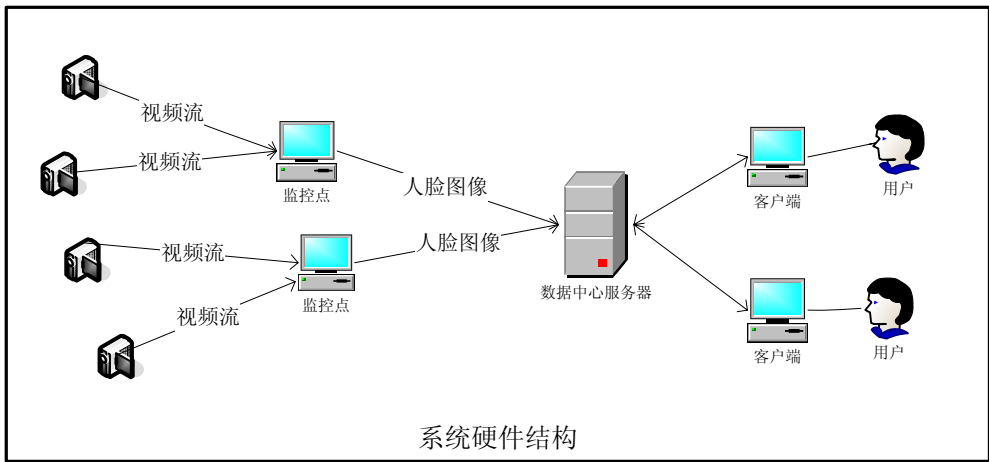 视频流
视频流
监控点
人脸图像
视频流
视频流
监控点
人脸图像
数据中心服务器
客户端
用户
客户端
用户
系统硬件结构